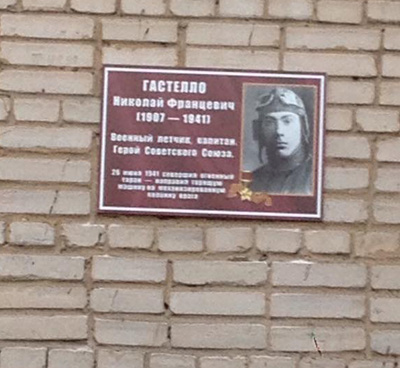 ГАСТЕЛЛО
Николай Францевич
(1907 — 1941)
Военный летчик, капитан.
Герой Советского Союза.
26 июня 1941 совершил огненный
таран — направил горящую
машину на механизированную
колонну врага